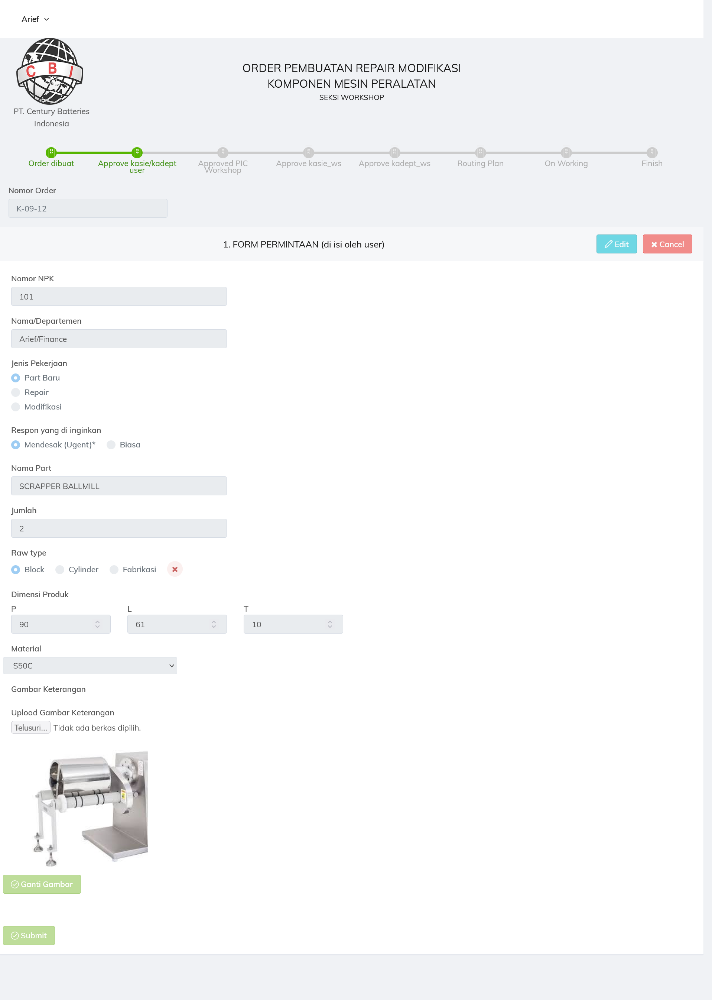 Arief
C B I
PT. Century Batteries
Indonesia
ORDER PEMBUATAN REPAIR MODIFIKASI
KOMPONEN MESIN PERALATAN
SEKSI WORKSHOP
Order dibuat
Approve kasie/kadept
user
Approved PIC
Workshop
Approve kasie_ws
Approve kadept_ws
Routing Plan
On Working
Finish
Nomor Order
K-09-12
1. FORM PERMINTAAN (di isi oleh user)
Edit
Cancel
Nomor NPK
101
Nama/Departemen
Arief/Finance
Jenis Pekerjaan
Part Baru
Repair
Modifikasi
Respon yang di inginkan
Mendesak (Ugent)* Biasa
Nama Part
SCRAPPER BALLMILL
Jumlah
2
Raw type
Block Cylinder Fabrikasi
Dimensi Produk
P L T
90 61 10
Material
S50C
Gambar Keterangan
Upload Gambar Keterangan
Telusuri... Tidak ada berkas dipilih.
Ganti Gambar
Submit